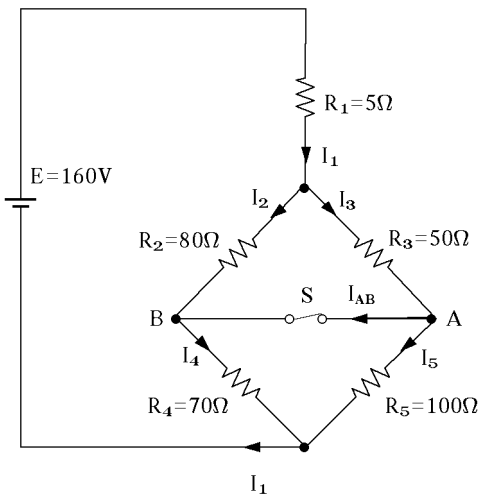 R₁=5Ω
I₁
E=160V
I₂ I₃
R₂=80Ω R₃=50Ω
S I_AB
B A
I₄ I₅
R₄=70Ω R₅=100Ω
I₁